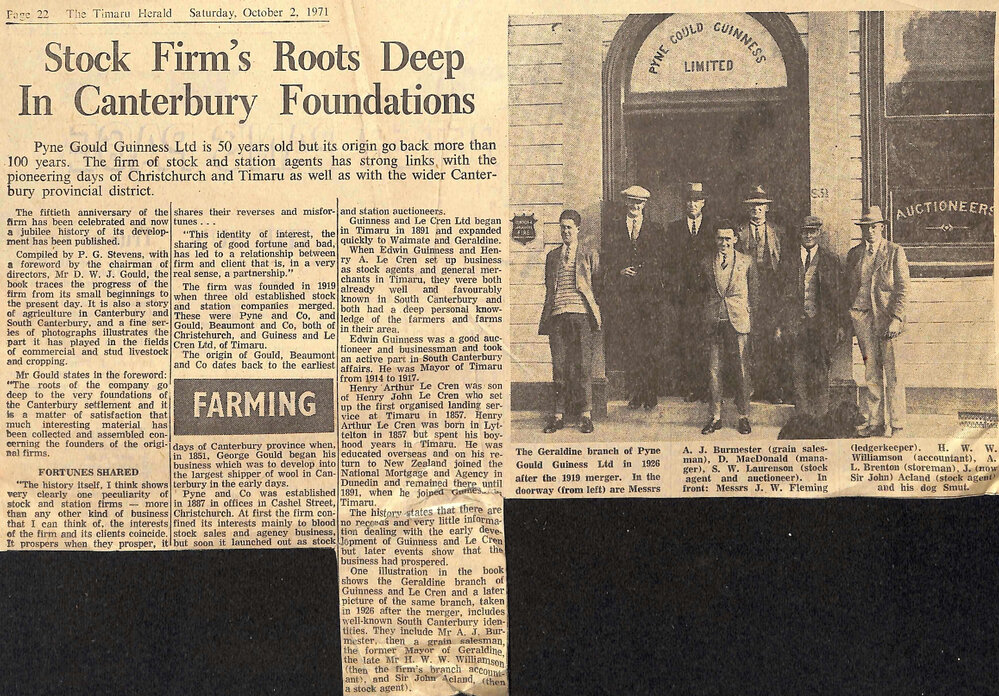 Page 22 The Timaru Herald Saturday, October 2, 1971
Stock Firm's Roots Deep
In Canterbury Foundations
Pyne Gould Guinness Ltd is 50 years old but its origin go back more than
100 years. The firm of stock and station agents has strong links with the
pioneering days of Christchurch and Timaru as well as with the wider Canter-
bury provincial district.
The fiftieth anniversary of the
firm has been celebrated and now
a jubilee history of its develop-
ment has been published.
Compiled by P. G. Stevens, with
a foreword by the chairman of
directors, Mr D. W. J. Gould, the
book traces the progress of the
firm from its small beginnings to
the present day. It is also a story
of agriculture in Canterbury and
South Canterbury, and a fine ser-
ies of photographs illustrates the
part it has played in the fields
of commercial and stud livestock
and cropping.
Mr Gould states in the foreword:
"The roots of the company go
deep to the very foundations of
the Canterbury settlement and it
is a matter of satisfaction that
much interesting material has
been collected and assembled con-
cerning the founders of the origi-
nal firms.
FORTUNES SHARED
"The history itself, I think shows
very clearly one peculiarity of
stock and station firms — more
than any other kind of business
that I can think of, the interests
of the firm and its clients coincide.
It prospers when they prosper, it
shares their reverses and misfor-
tunes . . .
"This identity of interest, the
sharing of good fortune and bad,
has led to a relationship between
firm and client that is, in a very
real sense, a partnership."
The firm was founded in 1919
when three old established stock
and station companies merged.
These were Pyne and Co, and
Gould, Beaumont and Co, both of
Christchurch, and Guiness and Le
Cren Ltd, of Timaru.
The origin of Gould, Beaumont
and Co dates back to the earliest
FARMING
days of Canterbury province when,
in 1851, George Gould began his
business which was to develop into
the largest shipper of wool in Can-
terbury in the early days.
Pyne and Co was established
in 1887 in offices in Cashel Street,
Christchurch. At first the firm con-
fined its interests mainly to blood
stock sales and agency business,
but soon it launched out as stock
and station auctioneers.
Guinness and Le Cren Ltd began
in Timaru in 1891 and expanded
quickly to Waimate and Geraldine.
When Edwin Guinness and Hen-
ry A. Le Cren set up business
as stock agents and general mer-
chants in Timaru, they were both
already well and favourably
known in South Canterbury and
both had a deep personal know-
ledge of the farmers and farms
in their area.
Edwin Guinness was a good auc-
tioneer and businessman and took
an active part in South Canterbury
affairs. He was Mayor of Timaru
from 1914 to 1917.
Henry Arthur Le Cren was son
of Henry John Le Cren who set
up the first organised landing ser-
vice at Timaru in 1857. Henry
Arthur Le Cren was born in Lyt-
telton in 1857 but spent his boy-
hood years in Timaru. He was
educated overseas and on his re-
turn to New Zealand joined the
National Mortgage and Agency in
Dunedin and remained there until
1891, when he joined Guiness in
Timaru.
The history states that there are
no records and very little informa-
tion dealing with the early deve-
lopment of Guinness and Le Cren
but later events show that the
business had prospered.
One illustration in the book
shows the Geraldine branch of
Guinness and Le Cren and a later
picture of the same branch, taken
in 1926 after the merger, includes
well-known South Canterbury iden-
tities. They include Mr A. J. Bur-
mester, then a grain salesman,
the former Mayor of Geraldine,
the late Mr H. W. W. Williamson
(then the firm's branch account-
ant), and Sir John Acland, (then
a stock agent).
PYNE GOULD GUINNESS
LIMITED
AUCTIONEERS
The Geraldine branch of Pyne
Gould Guiness Ltd in 1926
after the 1919 merger. In the
doorway (from left) are Messrs
A. J. Burmester (grain sales-
man), D. MacDonald (mana-
ger), S. W. Laurenson (stock
agent and auctioneer). In
front: Messrs J. W. Fleming
(ledgerkeeper), H. W. W.
Williamson (accountant), W. A.
L. Brenton (storeman), J. (now
Sir John) Acland (stock agent)
and his dog Smut.